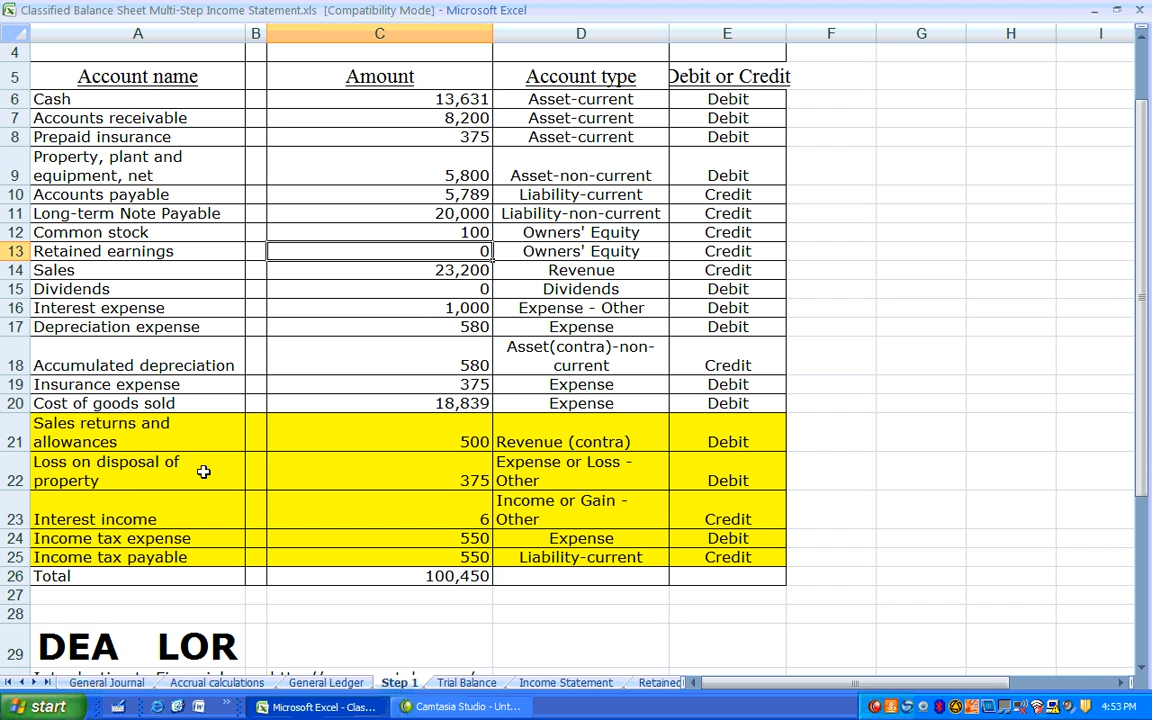 Classified Balance Sheet Multi-Step Income Statement.xls [Compatibility Mode] - Microsoft Excel
A B C D E F G H I
4
5 Account name Amount Account type Debit or Credit
6 Cash 13,631 Asset-current Debit
7 Accounts receivable 8,200 Asset-current Debit
8 Prepaid insurance 375 Asset-current Debit
Property, plant and
9 equipment, net 5,800 Asset-non-current Debit
10 Accounts payable 5,789 Liability-current Credit
11 Long-term Note Payable 20,000 Liability-non-current Credit
12 Common stock 100 Owners' Equity Credit
13 Retained earnings 0 Owners' Equity Credit
14 Sales 23,200 Revenue Credit
15 Dividends 0 Dividends Debit
16 Interest expense 1,000 Expense - Other Debit
17 Depreciation expense 580 Expense Debit
Asset(contra)-non-
18 Accumulated depreciation 580 current Credit
19 Insurance expense 375 Expense Debit
20 Cost of goods sold 18,839 Expense Debit
Sales returns and
21 allowances 500 Revenue (contra) Debit
Loss on disposal of Expense or Loss -
22 property 375 Other Debit
Income or Gain -
23 Interest income 6 Other Credit
24 Income tax expense 550 Expense Debit
25 Income tax payable 550 Liability-current Credit
26 Total 100,450
27
28
29 DEA LOR
General Journal Accrual calculations General Ledger Step 1 Trial Balance Income Statement Retained
start Microsoft Excel - Clas... Camtasia Studio - Unt... 4:53 PM